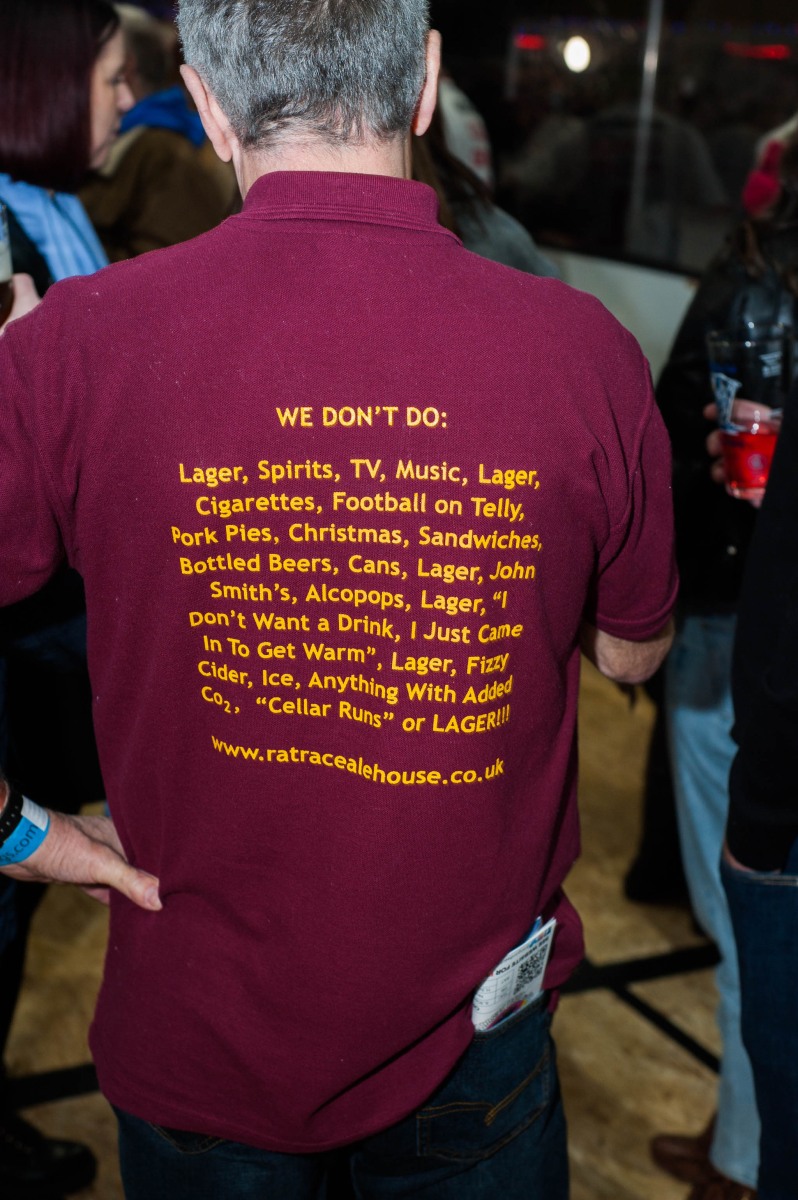 WE DON'T DO:
Lager, Spirits, TV, Music, Lager,
Cigarettes, Football on Telly,
Pork Pies, Christmas, Sandwiches,
Bottled Beers, Cans, Lager, John
Smith's, Alcopops, Lager, "I
Don't Want a Drink, I Just Came
In To Get Warm", Lager, Fizzy
Cider, Ice, Anything With Added
Co₂, "Cellar Runs" or LAGER!!!
www.ratracealehouse.co.uk